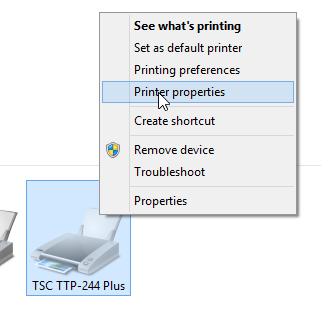 See what's printing
Set as default printer
Printing preferences
Printer properties
Create shortcut
Remove device
Troubleshoot
Properties
TSC TTP-244 Plus